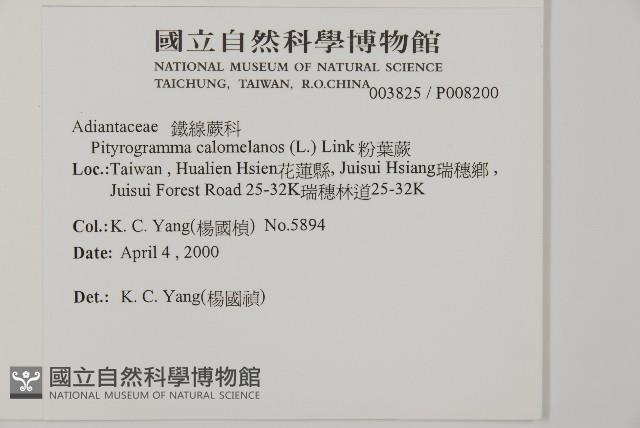 國立自然科學博物館
NATIONAL MUSEUM OF NATURAL SCIENCE
TAICHUNG, TAIWAN, R.O.CHINA
003825 / P008200
Adiantaceae 鐵線蕨科
Pityrogramma calomelanos (L.) Link 粉葉蕨
Loc.:Taiwan , Hualien Hsien花蓮縣, Juisui Hsiang瑞穗鄉 ,
Juisui Forest Road 25-32K瑞穗林道25-32K
Col.:K. C. Yang(楊國楨) No.5894
Date: April 4 , 2000
Det.: K. C. Yang(楊國禎)
國立自然科學博物館
NATIONAL MUSEUM OF NATURAL SCIENCE